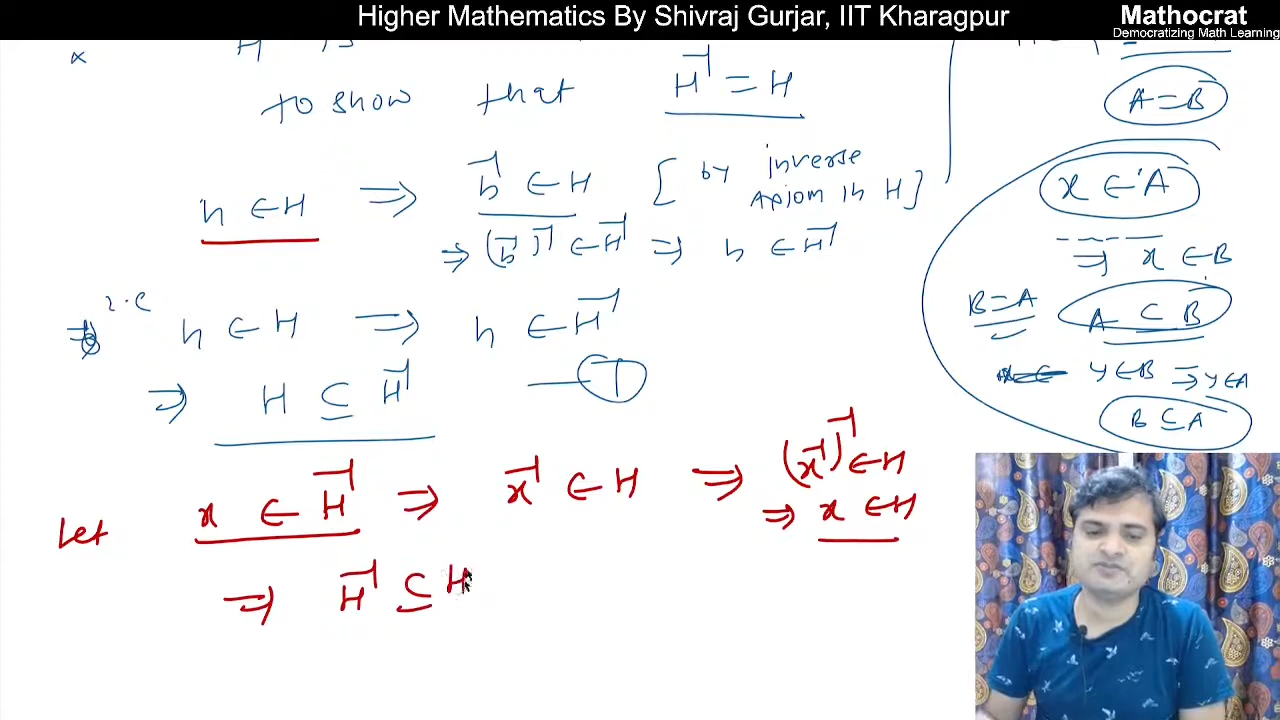 Higher Mathematics By Shivraj Gurjar, IIT Kharagpur
Mathocrat
Democratizing Math Learning
H is
to show that H⁻¹ = H
h ∈ H ⇒ h⁻¹ ∈ H [by inverse
axiom in H]
⇒ (h⁻¹)⁻¹ ∈ H⁻¹ ⇒ h ∈ H⁻¹
i.e
h ∈ H ⇒ h ∈ H⁻¹
⇒ H ⊆ H⁻¹ — I
Let x ∈ H⁻¹ ⇒ x⁻¹ ∈ H ⇒ (x⁻¹)⁻¹ ∈ H
⇒ x ∈ H
⇒ H⁻¹ ⊆ H
A = B
x ∈ A
⇒ x ∈ B
B = A
A ⊆ B
y ∈ B ⇒ y ∈ A
B ⊆ A